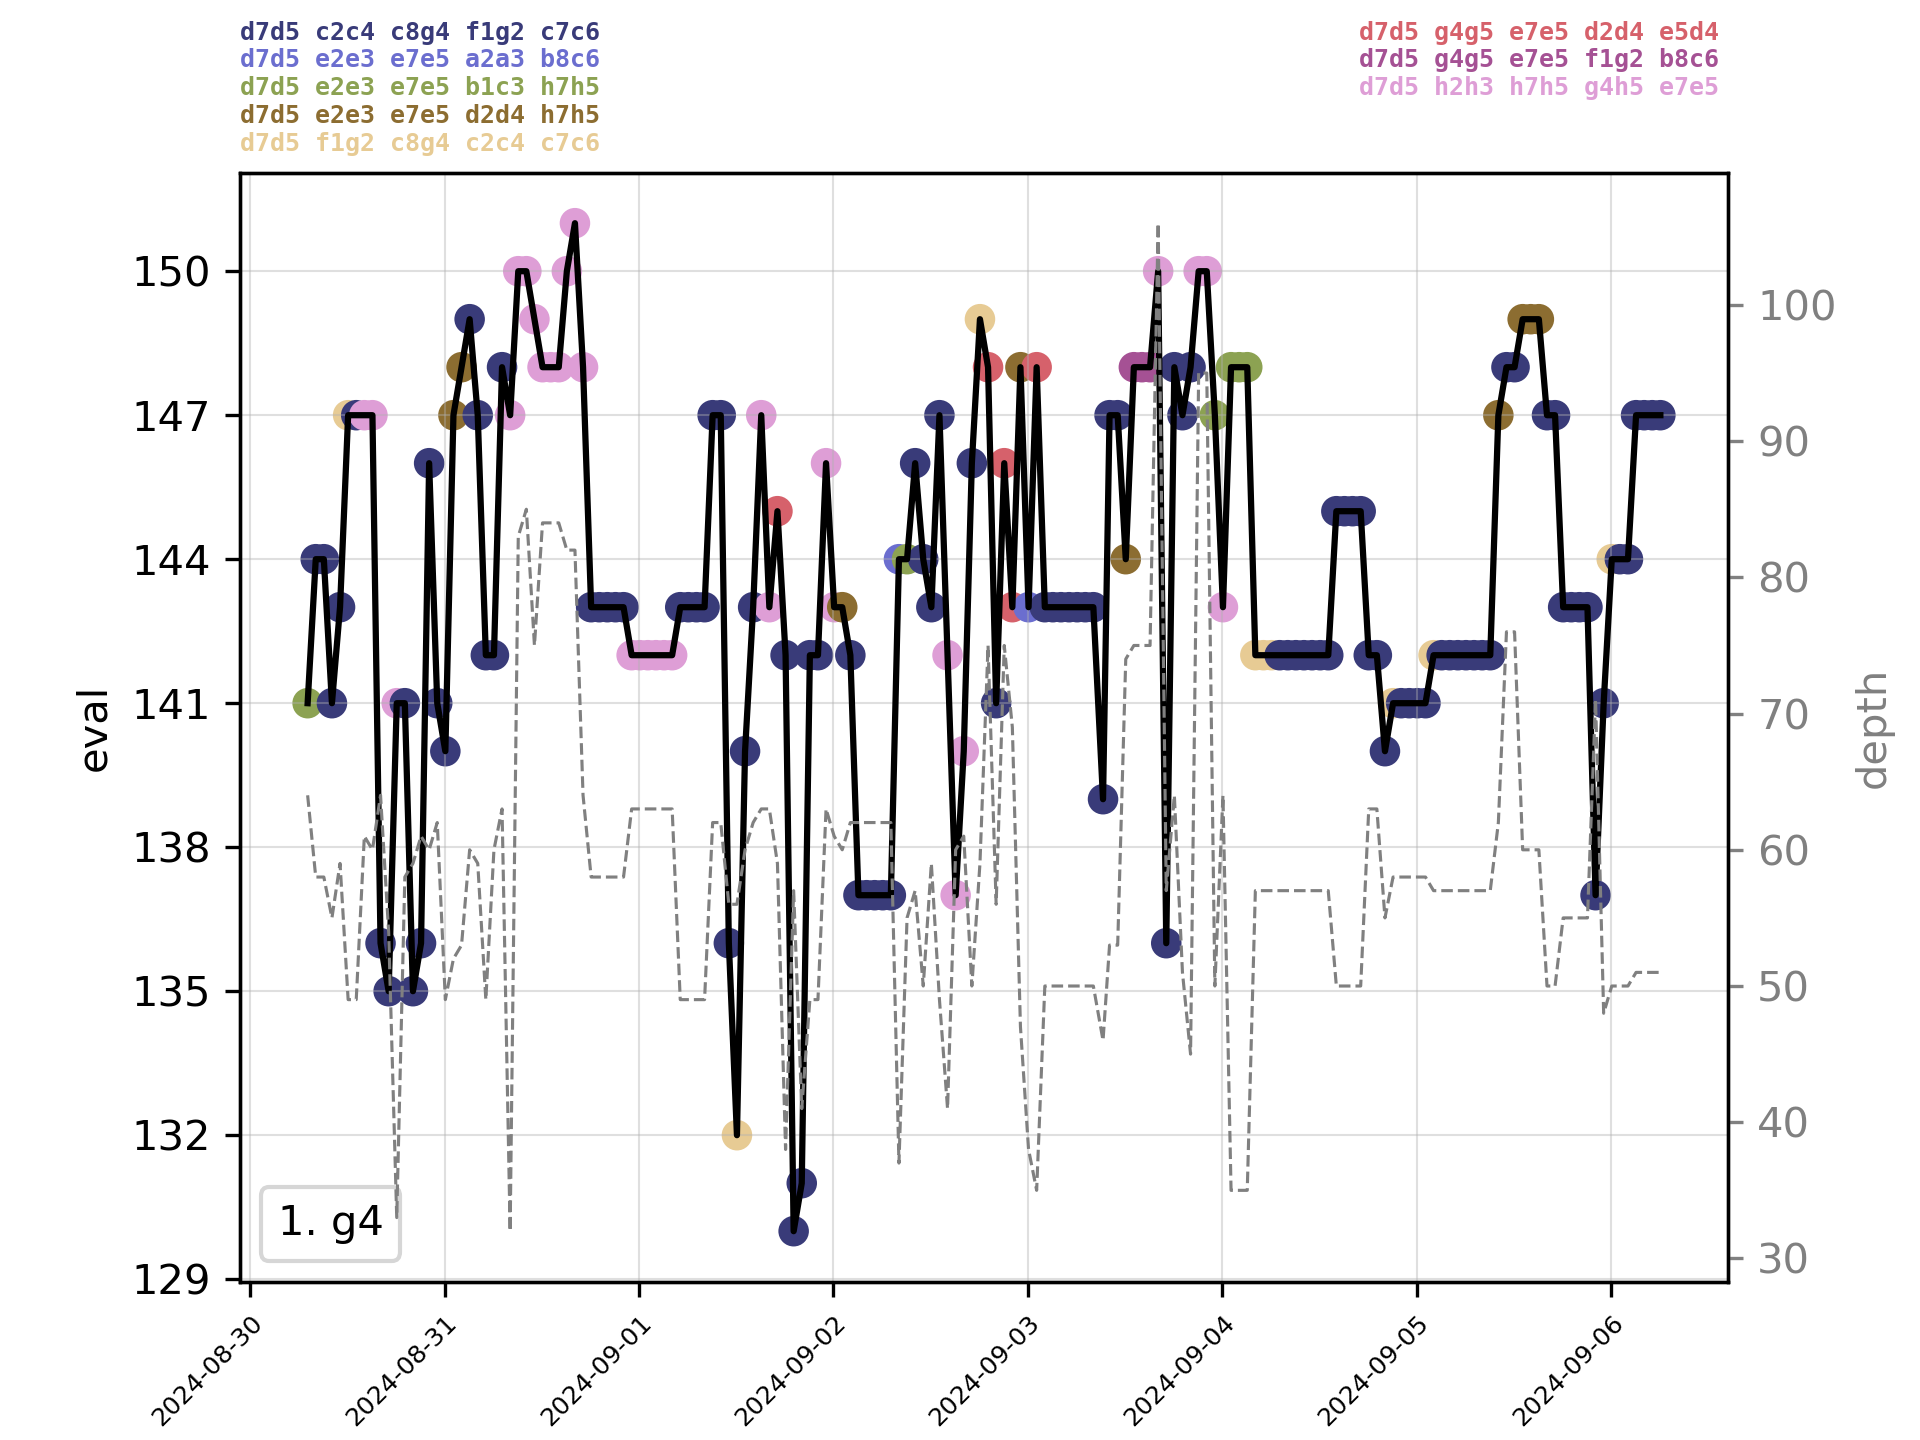 d7d5 c2c4 c8g4 f1g2 c7c6
d7d5 e2e3 e7e5 a2a3 b8c6
d7d5 e2e3 e7e5 b1c3 h7h5
d7d5 e2e3 e7e5 d2d4 h7h5
d7d5 f1g2 c8g4 c2c4 c7c6
d7d5 g4g5 e7e5 d2d4 e5d4
d7d5 g4g5 e7e5 f1g2 b8c6
d7d5 h2h3 h7h5 g4h5 e7e5
150
147
144
141
138
135
132
129
eval
100
90
80
70
60
50
40
30
depth
1. g4
2024-08-30
2024-08-31
2024-09-01
2024-09-02
2024-09-03
2024-09-04
2024-09-05
2024-09-06